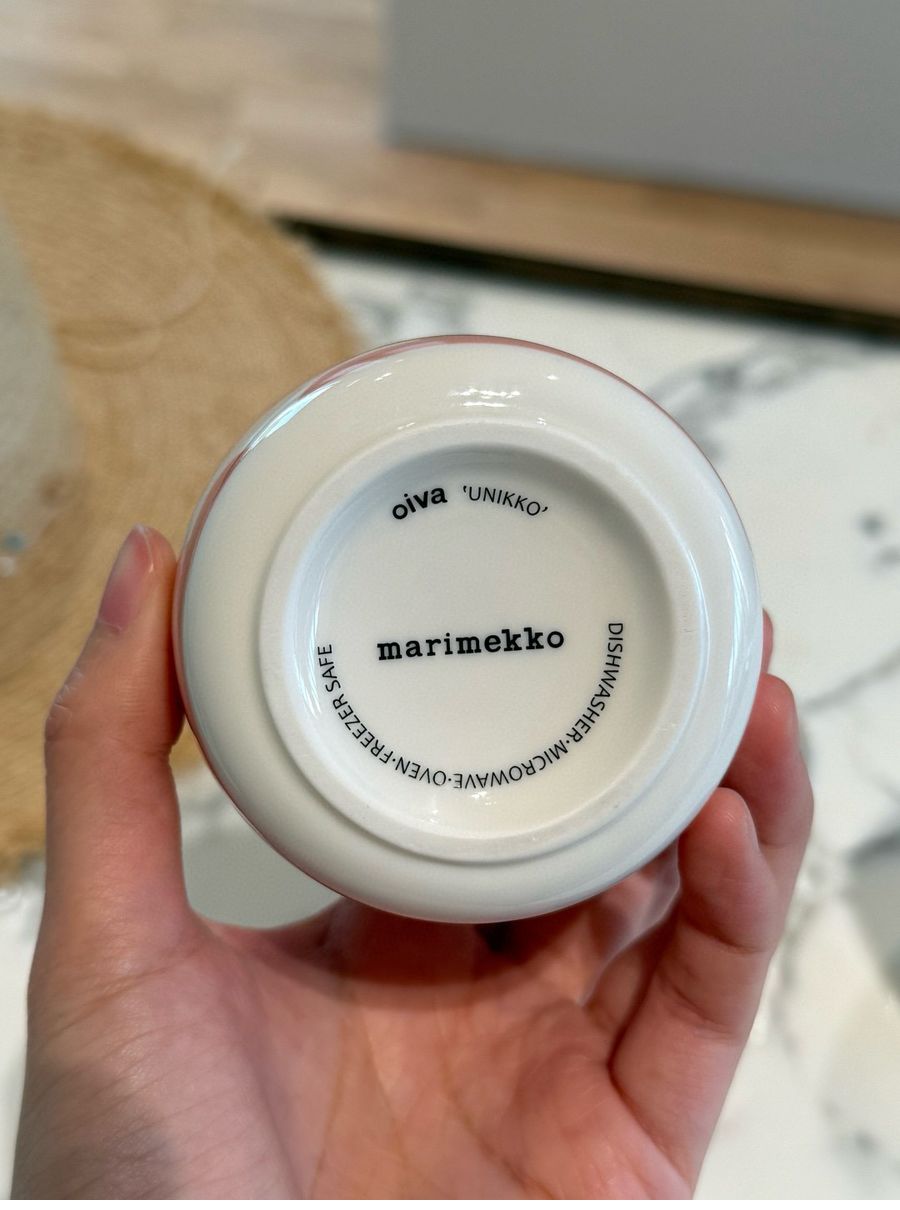 oiva 'UNIKKO'
marimekko
DISHWASHER·MICROWAVE·OVEN·FREEZER SAFE